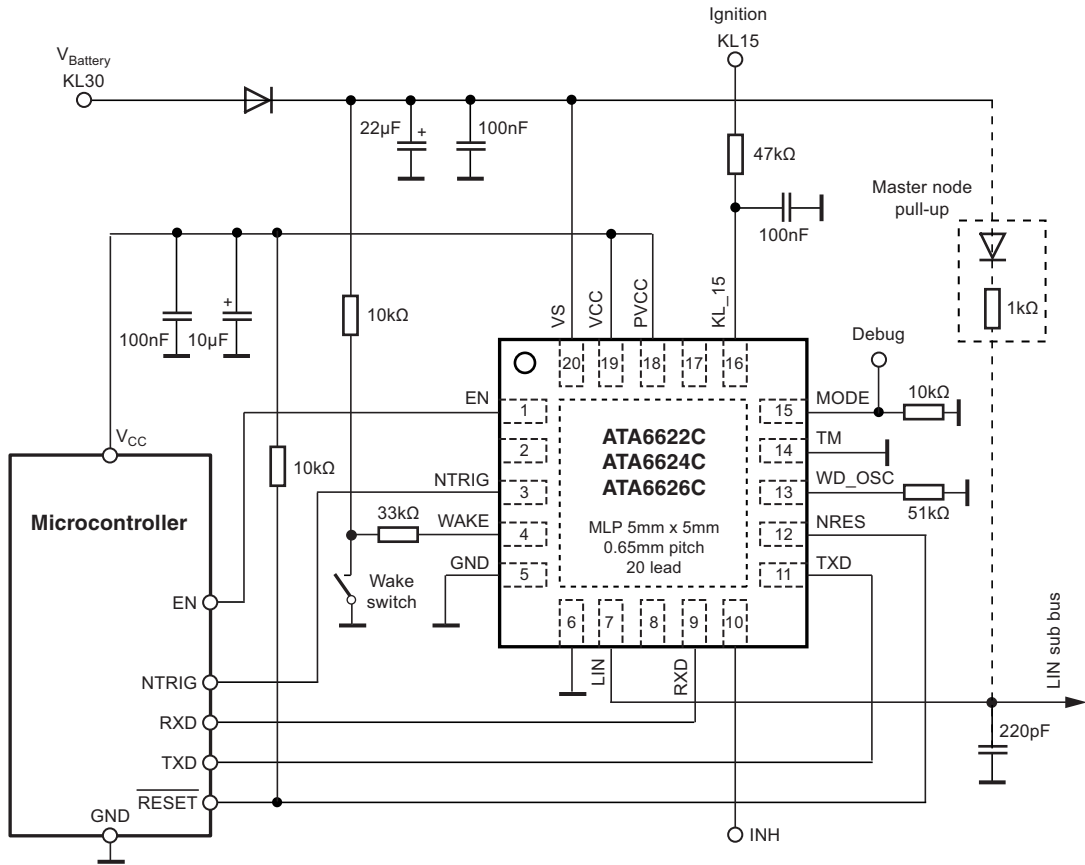 Ignition
KL15
V_Battery
KL30
22μF
+
100nF
47kΩ
Master node
pull-up
100nF
1kΩ
100nF
+
10μF
10kΩ
VS
VCC
PVCC
KL_15
Debug
20
19
18
17
16
EN
1
MODE
15
10kΩ
2
TM
14
V_CC
10kΩ
ATA6622C
ATA6624C
ATA6626C
NTRIG
3
WD_OSC
13
51kΩ
Microcontroller
33kΩ
WAKE
4
MLP 5mm x 5mm
0.65mm pitch
20 lead
NRES
12
GND
5
TXD
11
Wake
switch
EN
6
7
8
9
10
LIN
RXD
LIN sub bus
NTRIG
RXD
220pF
TXD
RESET
GND
INH